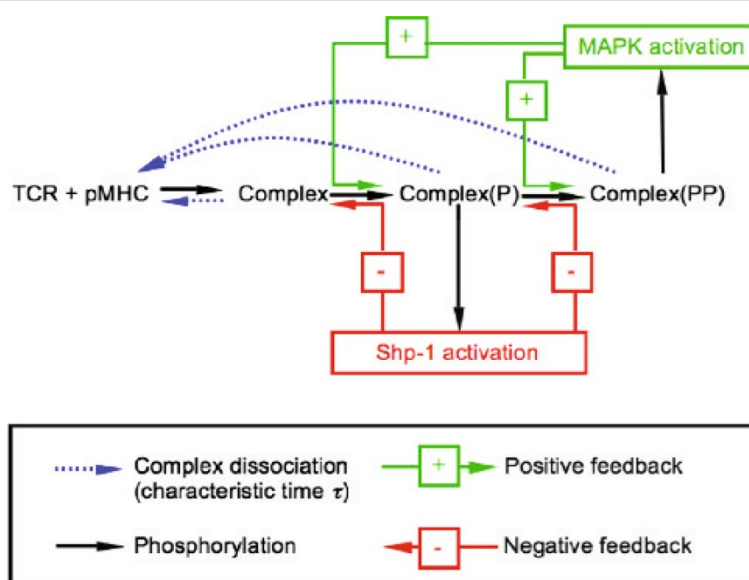 +
MAPK activation
+
TCR + pMHC
Complex
Complex(P)
Complex(PP)
-
-
Shp-1 activation
Complex dissociation
(characteristic time τ)
+
Positive feedback
Phosphorylation
-
Negative feedback